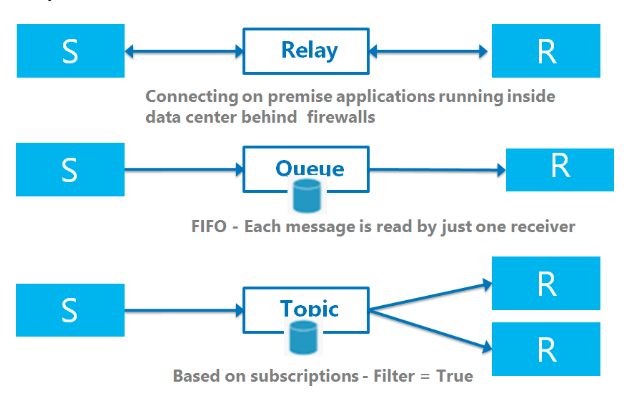 S Relay R
Connecting on premise applications running inside
data center behind firewalls
S Queue R
FIFO - Each message is read by just one receiver
R
S Topic
R
Based on subscriptions - Filter = True